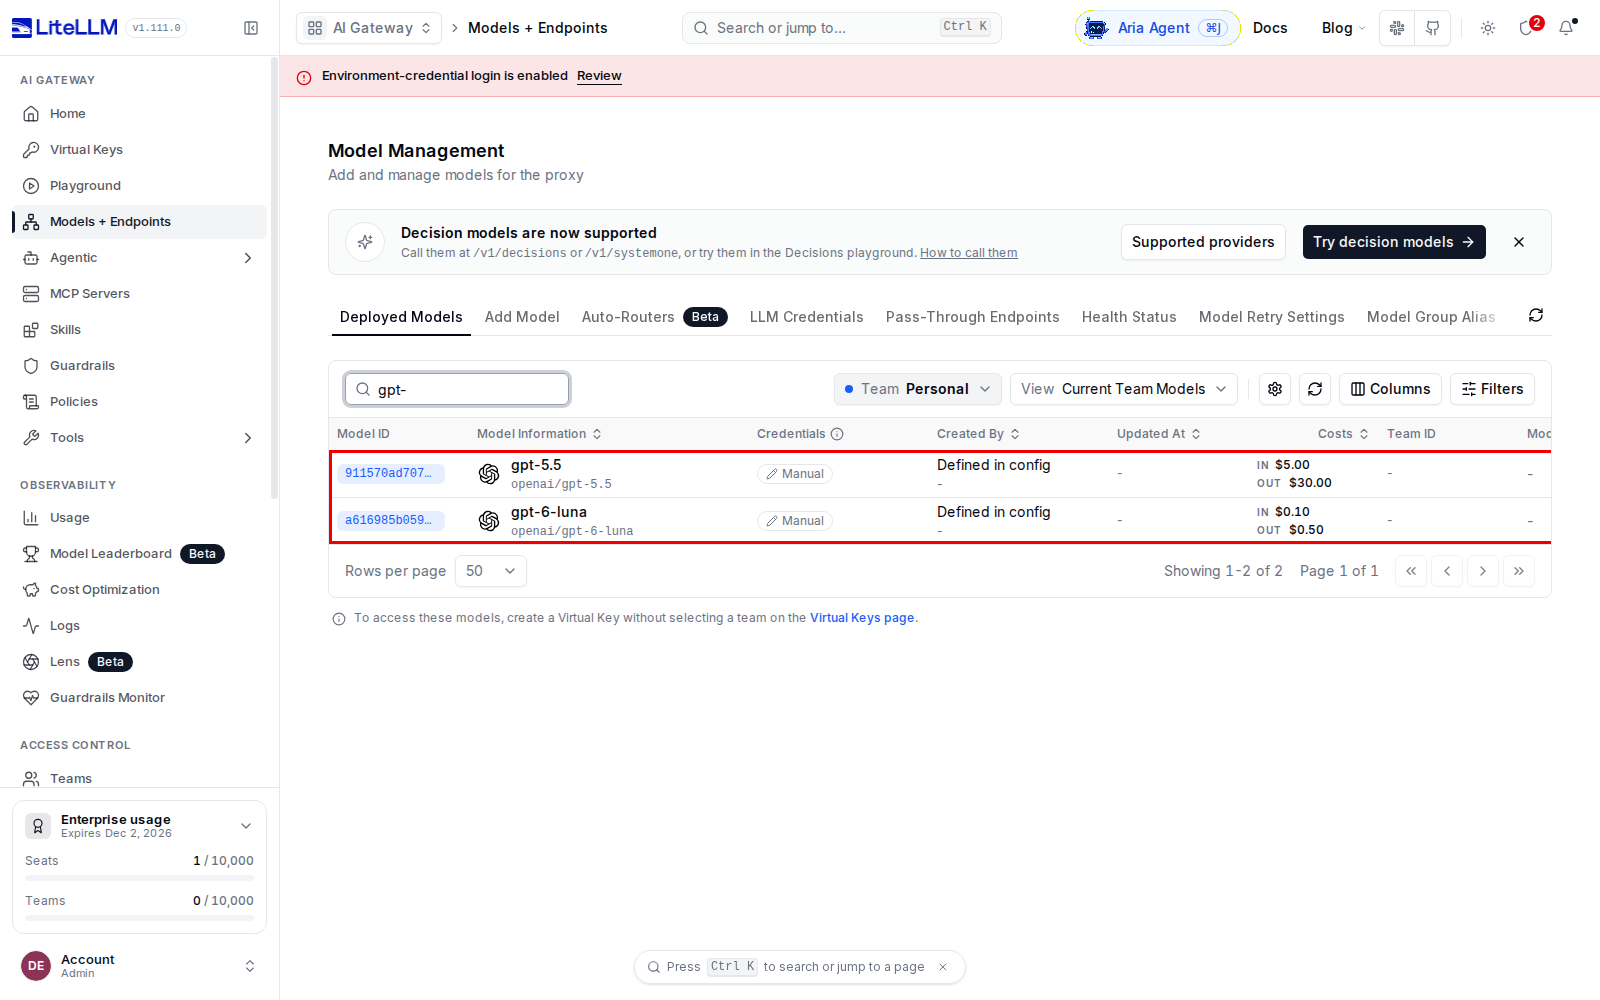 LiteLLM v1.111.0
AI Gateway
Models + Endpoints
Search or jump to... Ctrl K
Aria Agent ⌘J
Docs
Blog
2
Environment-credential login is enabled Review
AI GATEWAY
Home
Virtual Keys
Playground
Models + Endpoints
Agentic
MCP Servers
Skills
Guardrails
Policies
Tools
OBSERVABILITY
Usage
Model Leaderboard Beta
Cost Optimization
Logs
Lens Beta
Guardrails Monitor
ACCESS CONTROL
Teams
Enterprise usage
Expires Dec 2, 2026
Seats 1 / 10,000
Teams 0 / 10,000
DE
Account
Admin
Model Management
Add and manage models for the proxy
Decision models are now supported
Call them at /v1/decisions or /v1/systemone, or try them in the Decisions playground. How to call them
Supported providers
Try decision models
Deployed Models
Add Model
Auto-Routers Beta
LLM Credentials
Pass-Through Endpoints
Health Status
Model Retry Settings
Model Group Alias
gpt-
Team Personal
View Current Team Models
Columns
Filters
Model ID Model Information Credentials Created By Updated At Costs Team ID Mod
911570ad707... gpt-5.5 Manual Defined in config - IN $5.00 - -
openai/gpt-5.5 - OUT $30.00
a616985b059... gpt-6-luna Manual Defined in config - IN $0.10 - -
openai/gpt-6-luna - OUT $0.50
Rows per page 50
Showing 1-2 of 2 Page 1 of 1
To access these models, create a Virtual Key without selecting a team on the Virtual Keys page.
Press Ctrl K to search or jump to a page